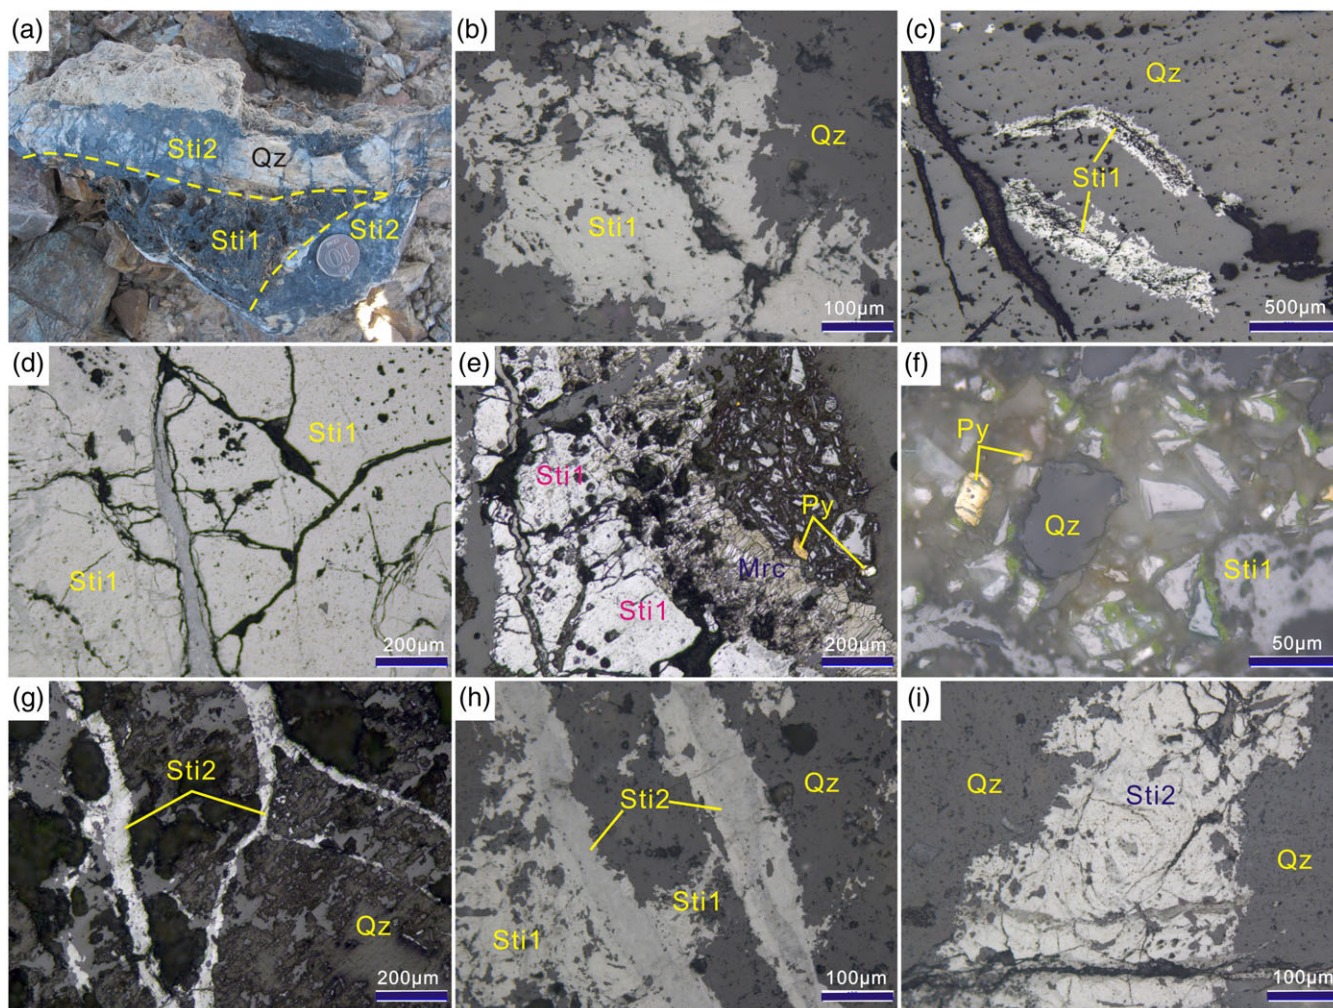 (a)
Sti2
Qz
Sti1
Sti2
10
(b)
Qz
Sti1
100μm
(c)
Qz
Sti1
500μm
(d)
Sti1
Sti1
200μm
(e)
Sti1
Py
Mrc
Sti1
200μm
(f)
Py
Qz
Sti1
50μm
(g)
Sti2
Qz
200μm
(h)
Sti2
Qz
Sti1
Sti1
100μm
(i)
Sti2
Qz
Qz
100μm